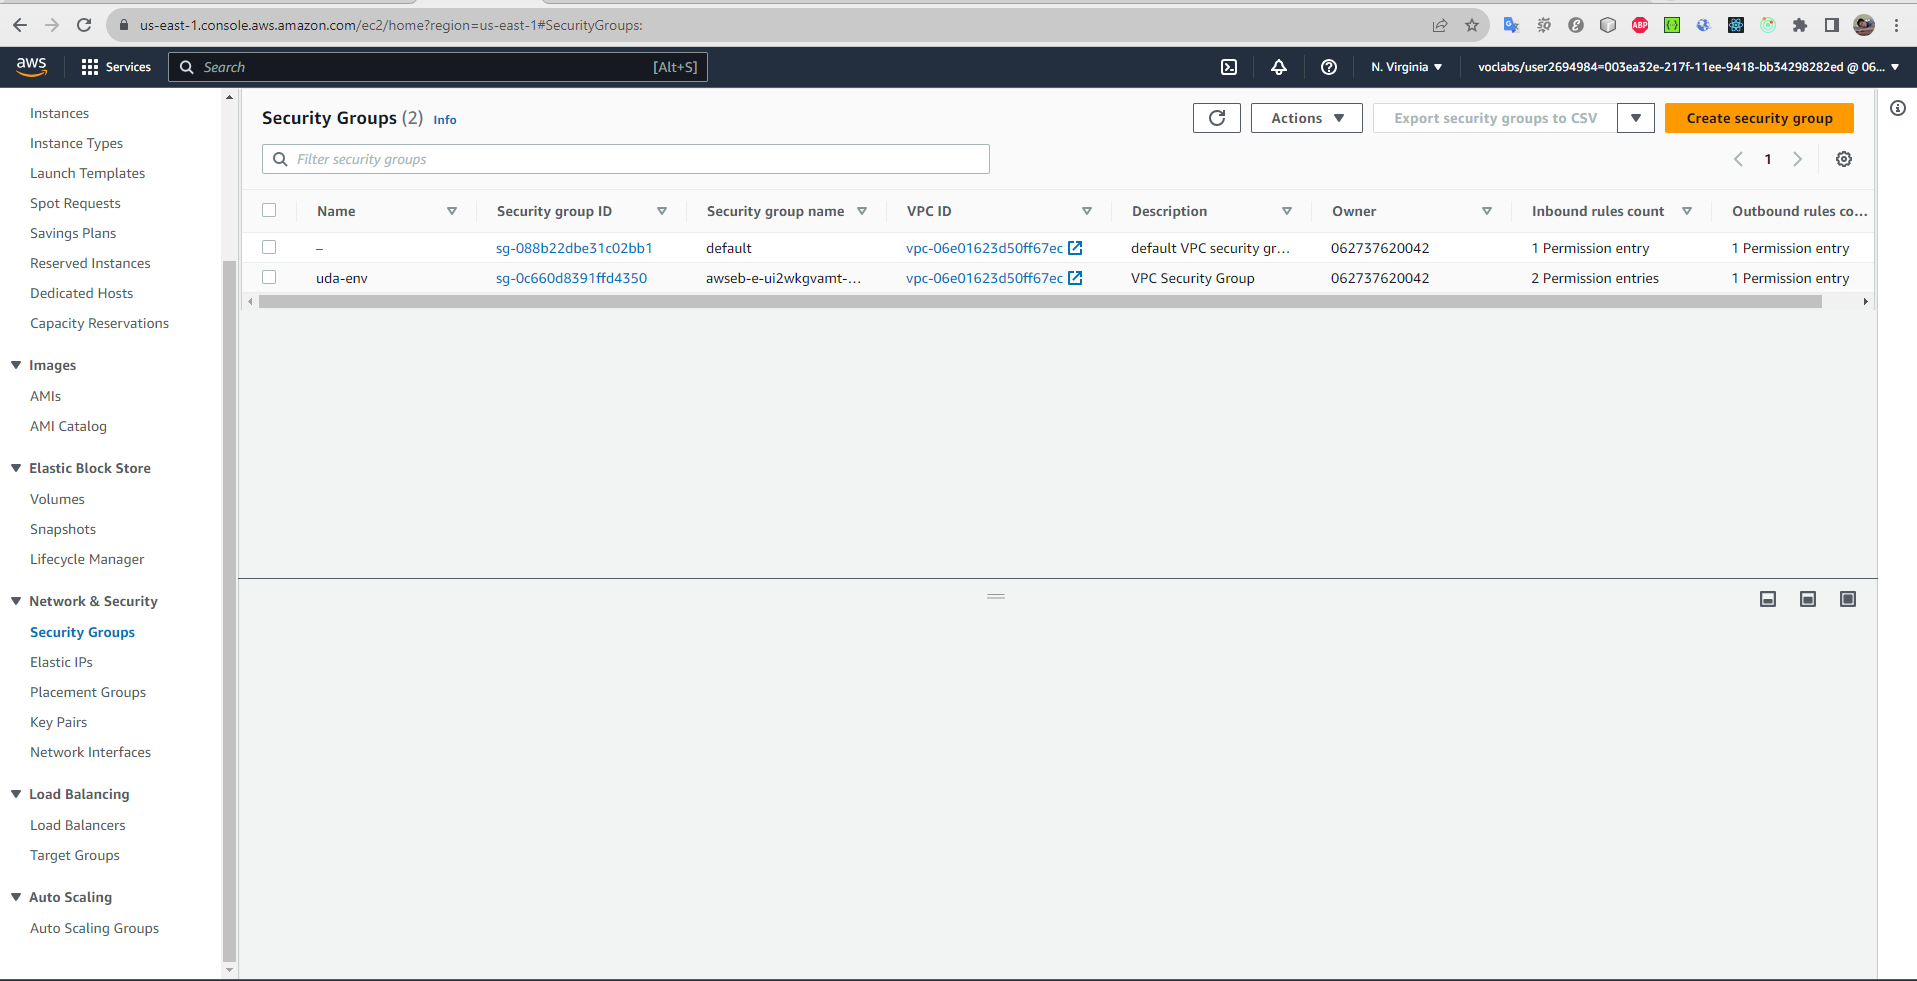 us-east-1.console.aws.amazon.com/ec2/home?region=us-east-1#SecurityGroups:
ABP
aws
Services
Search
[Alt+S]
N. Virginia
voclabs/user2694984=003ea32e-217f-11ee-9418-bb34298282ed @ 06...
Instances
Instance Types
Launch Templates
Spot Requests
Savings Plans
Reserved Instances
Dedicated Hosts
Capacity Reservations
Images
AMIs
AMI Catalog
Elastic Block Store
Volumes
Snapshots
Lifecycle Manager
Network & Security
Security Groups
Elastic IPs
Placement Groups
Key Pairs
Network Interfaces
Load Balancing
Load Balancers
Target Groups
Auto Scaling
Auto Scaling Groups
Security Groups (2) Info
Actions
Export security groups to CSV
Create security group
Filter security groups
1
Name Security group ID Security group name VPC ID Description Owner Inbound rules count Outbound rules co...
– sg-088b22dbe31c02bb1 default vpc-06e01623d50ff67ec default VPC security gr... 062737620042 1 Permission entry 1 Permission entry
uda-env sg-0c660d8391ffd4350 awseb-e-ui2wkgvamt-... vpc-06e01623d50ff67ec VPC Security Group 062737620042 2 Permission entries 1 Permission entry